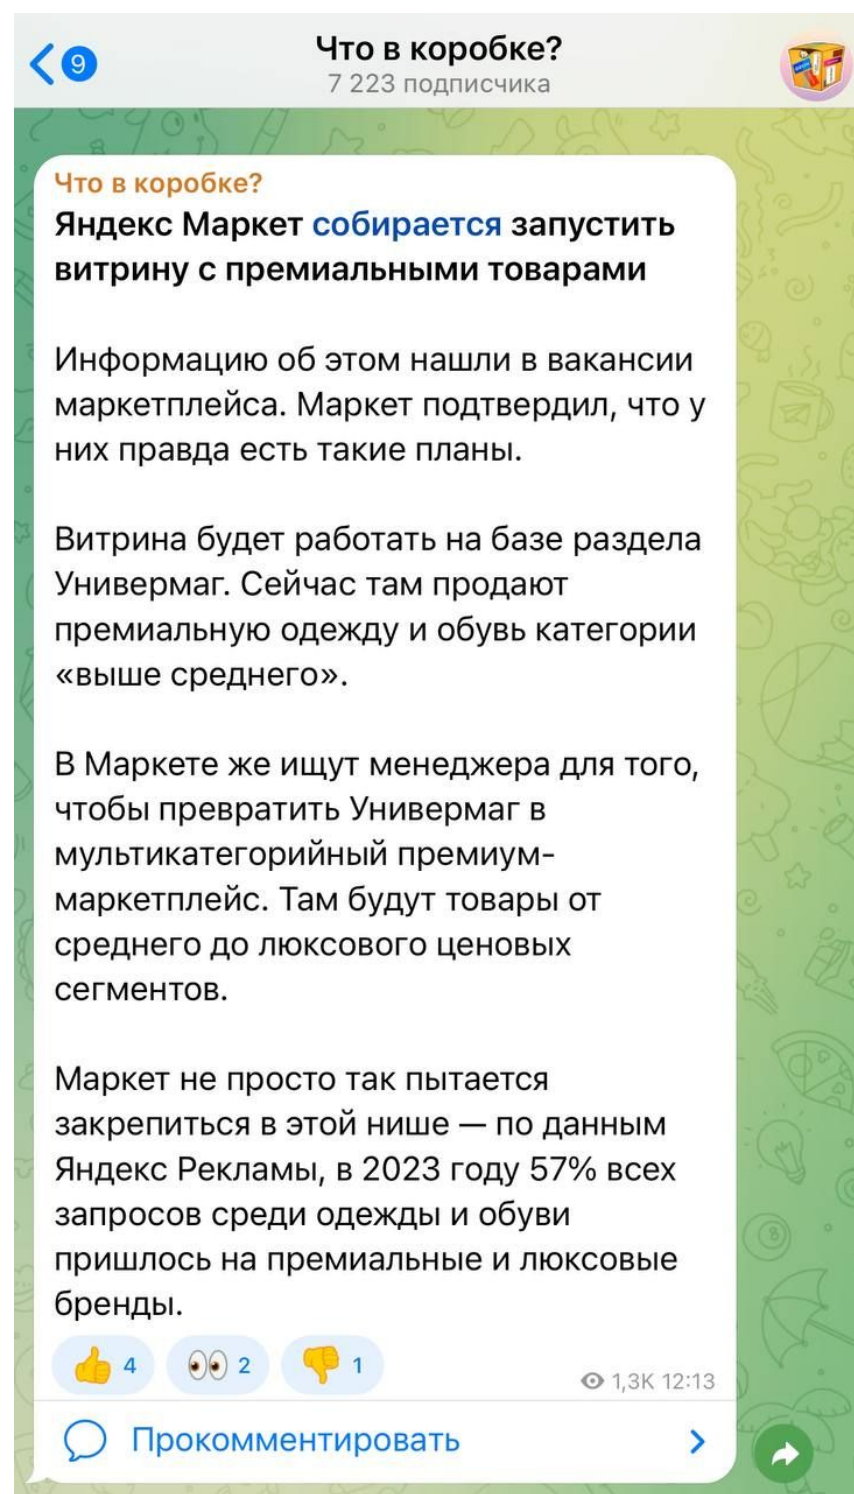 9
Что в коробке?
7 223 подписчика
Что в коробке?
Яндекс Маркет собирается запустить
витрину с премиальными товарами
Информацию об этом нашли в вакансии
маркетплейса. Маркет подтвердил, что у
них правда есть такие планы.
Витрина будет работать на базе раздела
Универмаг. Сейчас там продают
премиальную одежду и обувь категории
«выше среднего».
В Маркете же ищут менеджера для того,
чтобы превратить Универмаг в
мультикатегорийный премиум-
маркетплейс. Там будут товары от
среднего до люксового ценовых
сегментов.
Маркет не просто так пытается
закрепиться в этой нише — по данным
Яндекс Рекламы, в 2023 году 57% всех
запросов среди одежды и обуви
пришлось на премиальные и люксовые
бренды.
👍 4 👀 2 👎 1
1,3K 12:13
Прокомментировать